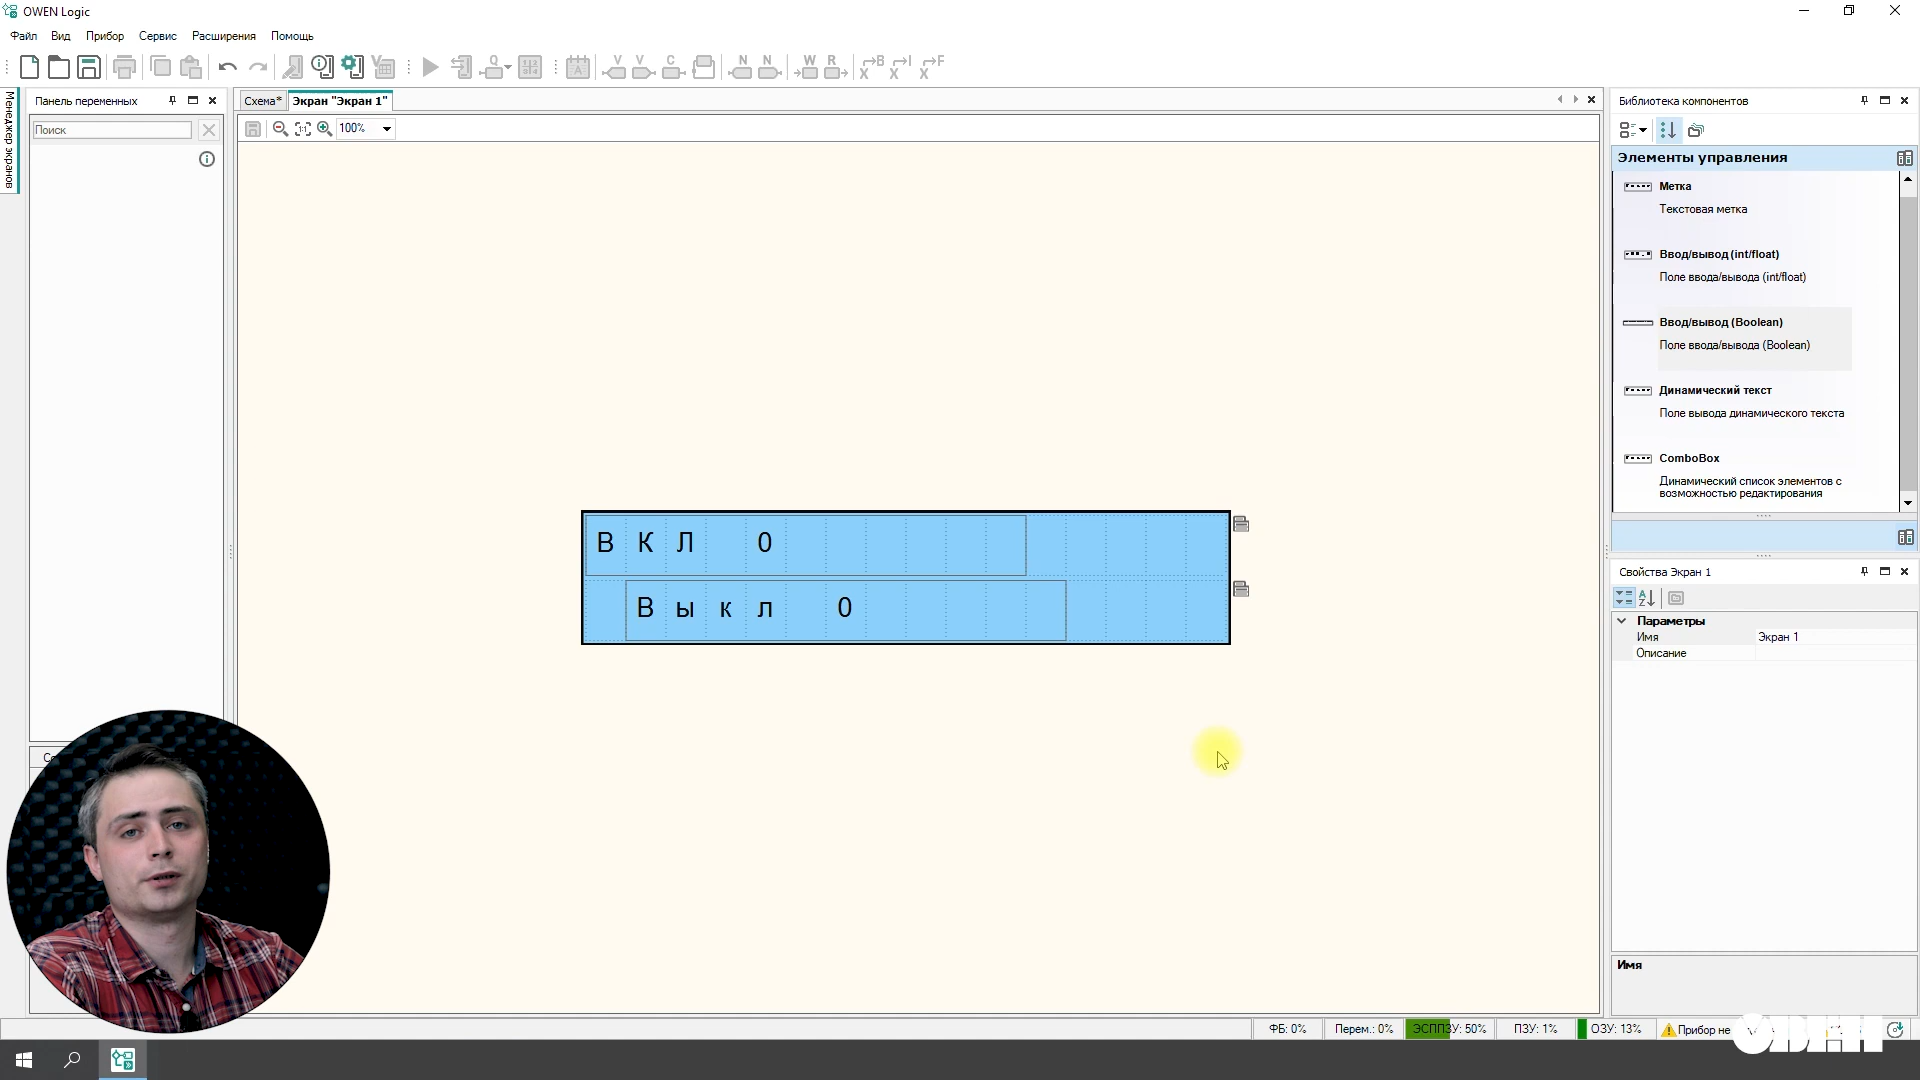 OWEN Logic
Файл Вид Прибор Сервис Расширения Помощь
Менеджер экранов
Панель переменных
Поиск
Схема* Экран "Экран 1"
100%
ВКЛ 0
Выкл 0
Библиотека компонентов
Элементы управления
Метка
Текстовая метка
Ввод/вывод (int/float)
Поле ввода/вывода (int/float)
Ввод/вывод (Boolean)
Поле ввода/вывода (Boolean)
Динамический текст
Поле вывода динамического текста
ComboBox
Динамический список элементов с
возможностью редактирования
Свойства Экран 1
Параметры
Имя Экран 1
Описание
Имя
ФБ: 0% Перем.: 0% ЭСППЗУ: 50% ПЗУ: 1% ОЗУ: 13% Прибор не